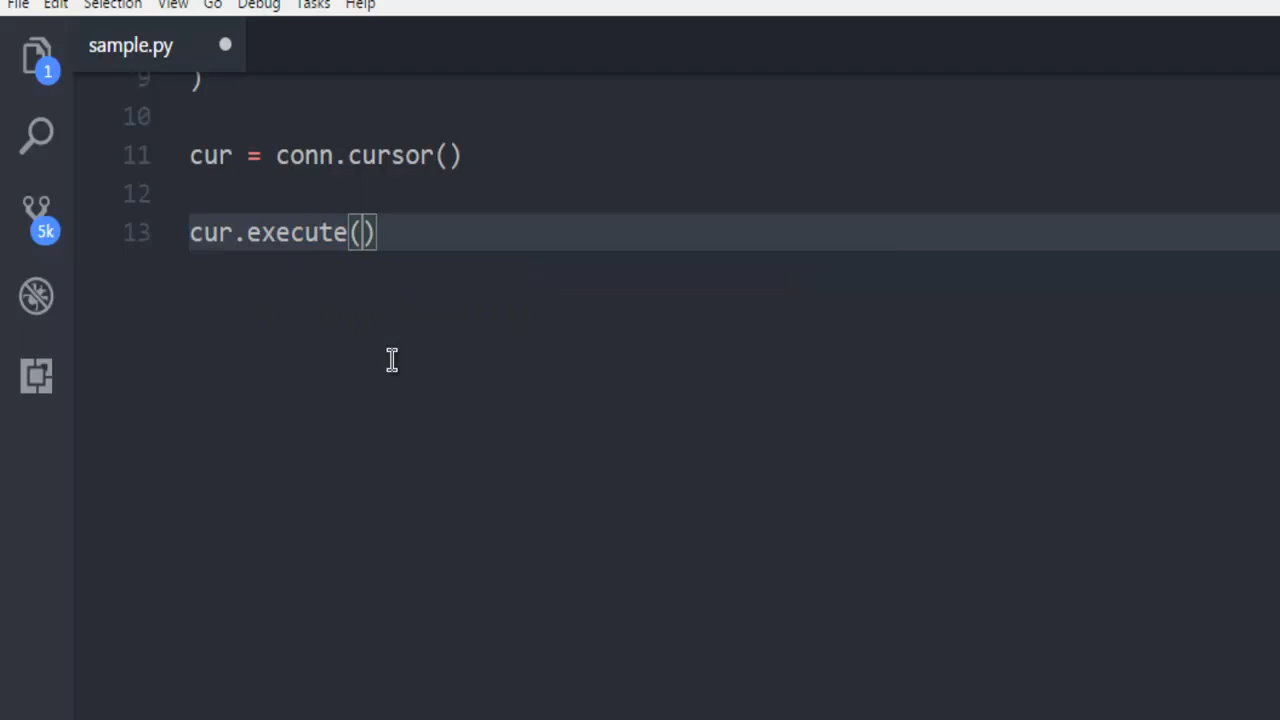 File Edit Selection View Go Debug Tasks Help
sample.py
1
9 )
10
11 cur = conn.cursor()
12
5k
13 cur.execute()